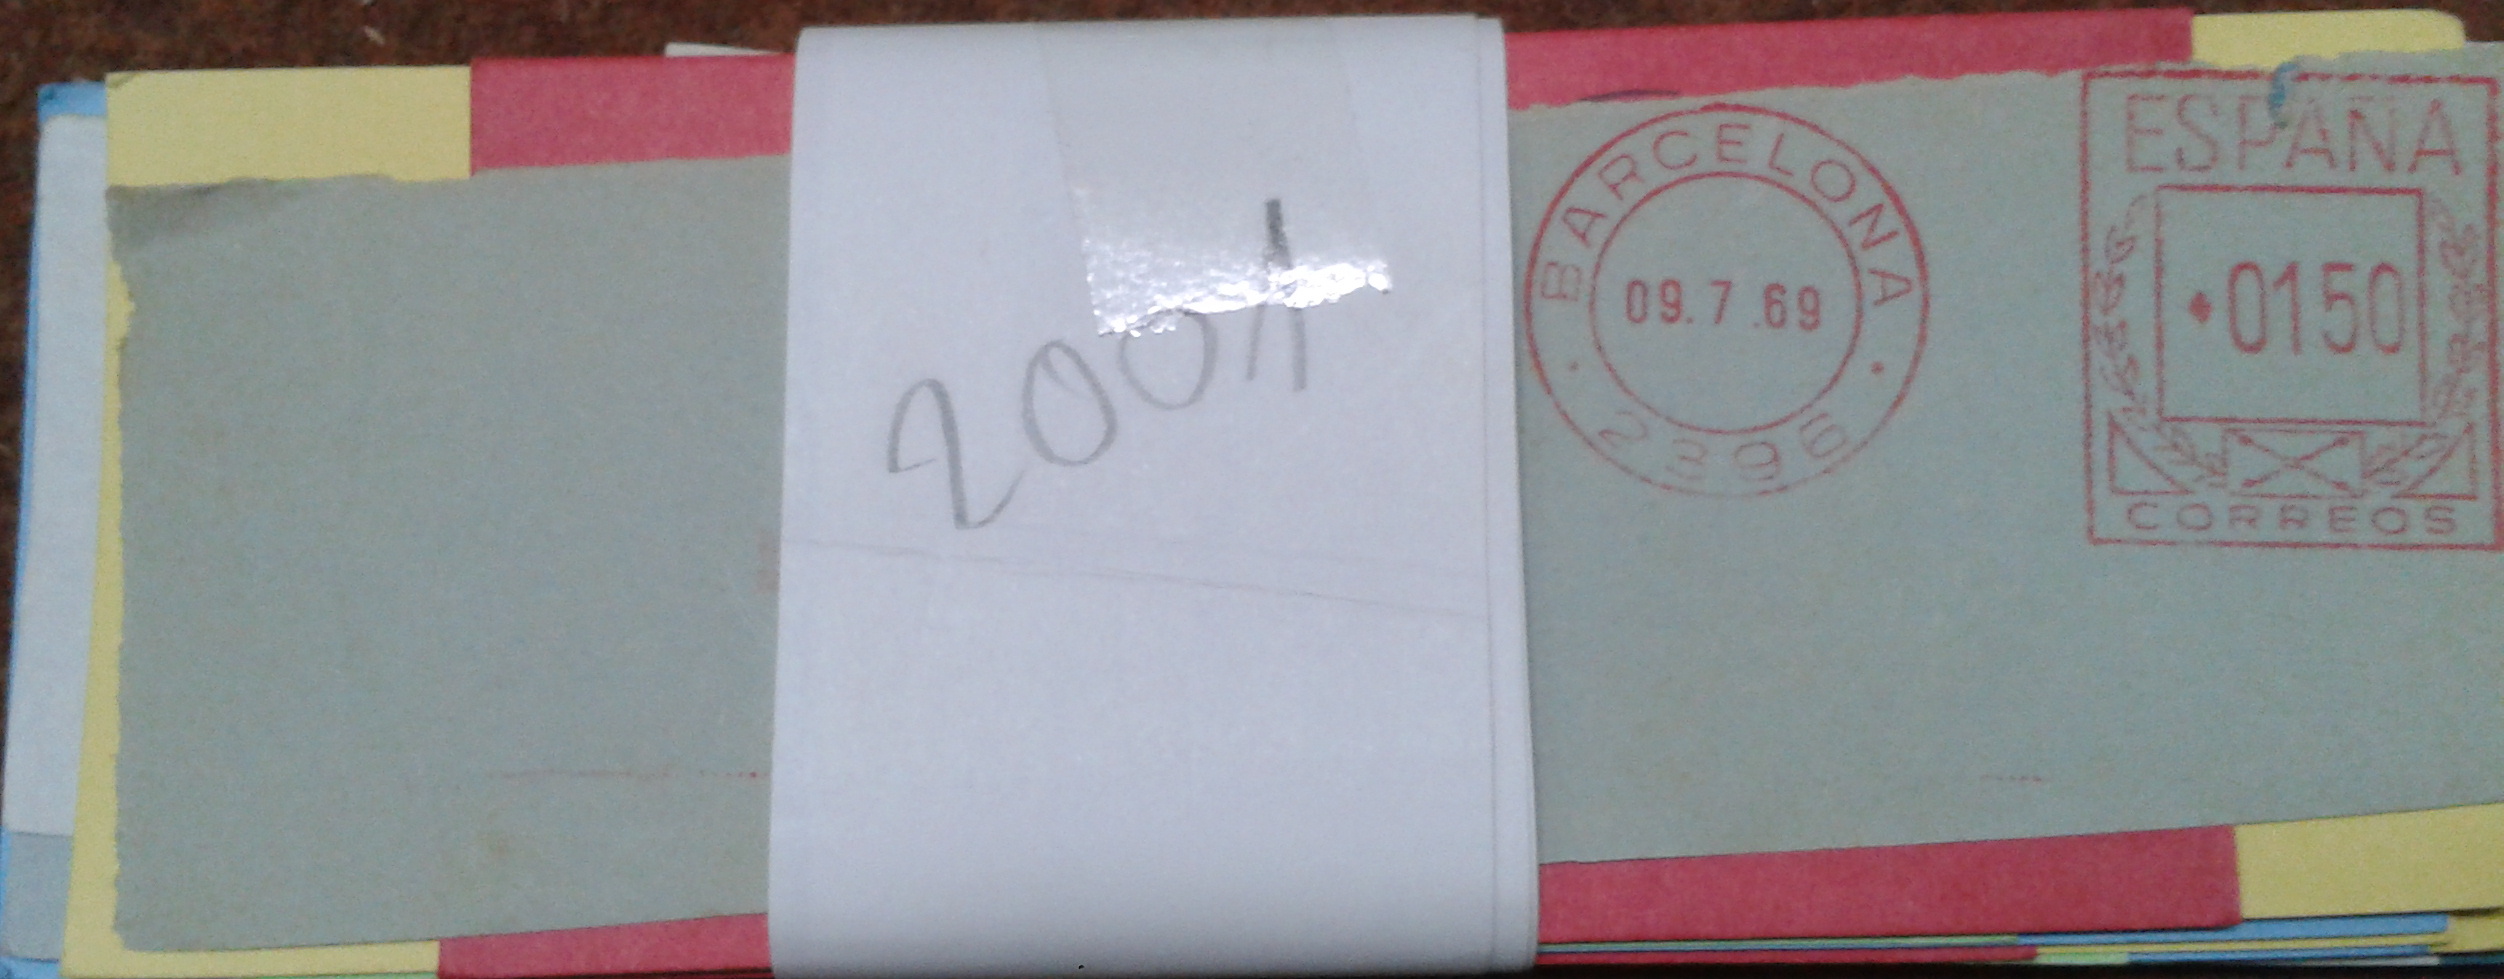 2001
BARCELONA
09.7.69
2396
ESPAÑA
*0150
CORREOS